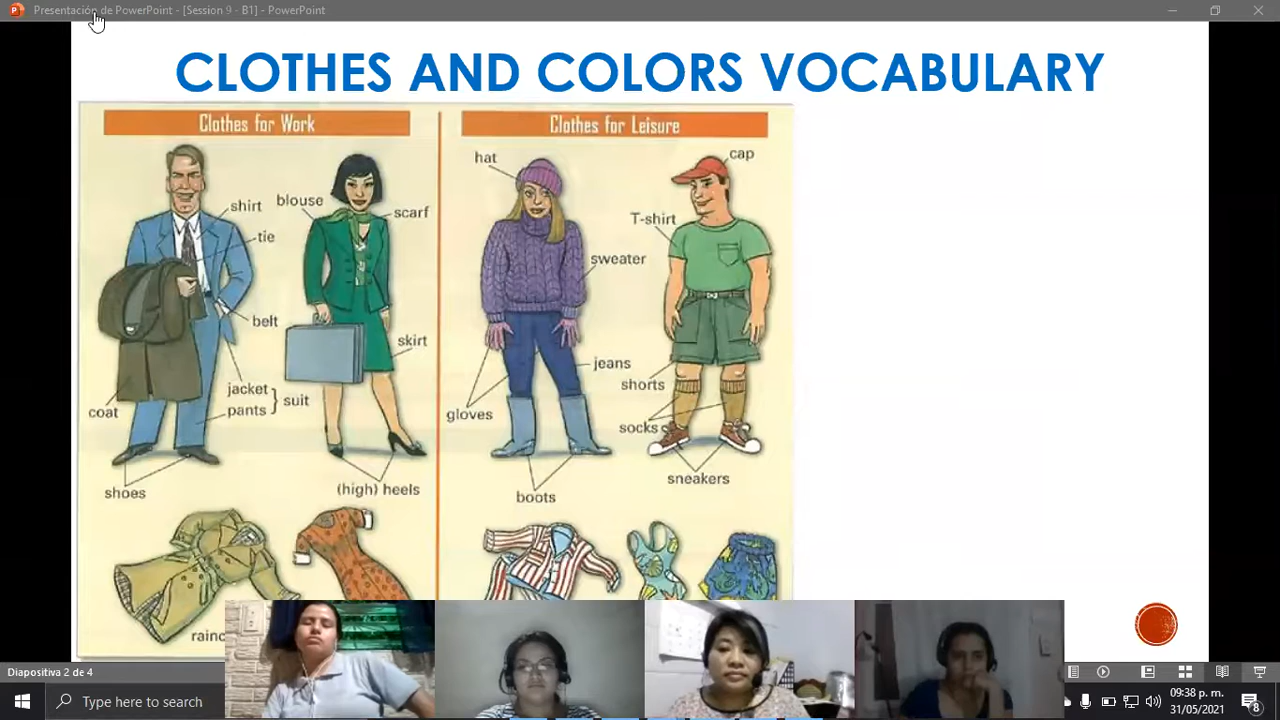 Presentación de PowerPoint - [Session 9 - B1] - PowerPoint
CLOTHES AND COLORS VOCABULARY
Clothes for Work
Clothes for Leisure
shirt
tie
blouse
scarf
belt
skirt
jacket
pants
suit
coat
shoes
(high) heels
hat
cap
T-shirt
sweater
jeans
shorts
gloves
socks
boots
sneakers
Diapositiva 2 de 4
Type here to search
09:38 p. m.
31/05/2021
8